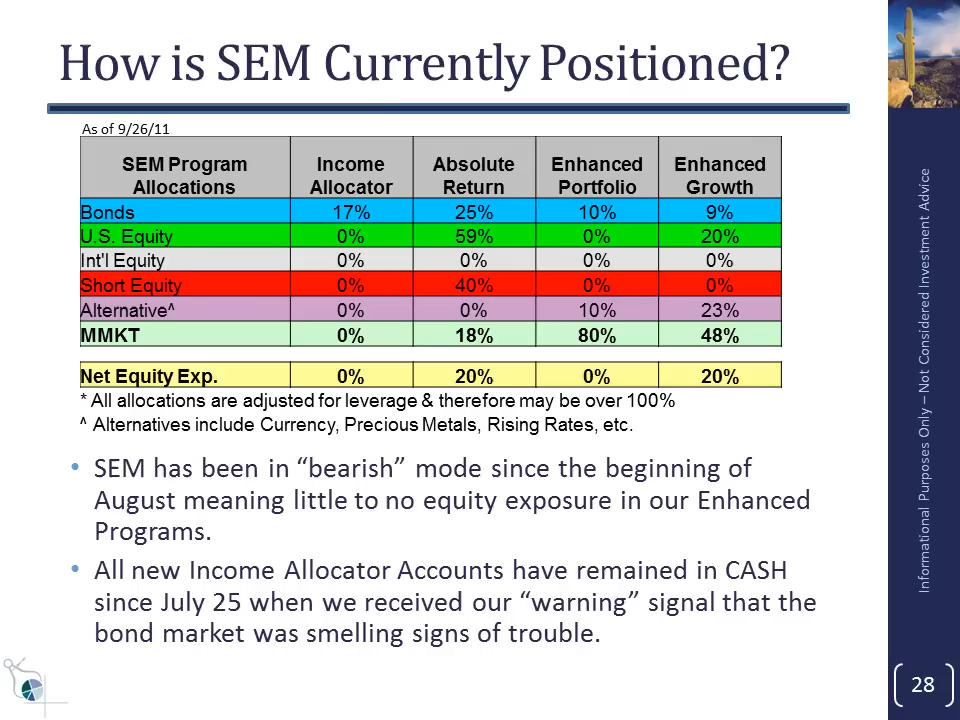 How is SEM Currently Positioned?
As of 9/26/11
SEM Program Allocations Income Allocator Absolute Return Enhanced Portfolio Enhanced Growth
Bonds 17% 25% 10% 9%
U.S. Equity 0% 59% 0% 20%
Int'l Equity 0% 0% 0% 0%
Short Equity 0% 40% 0% 0%
Alternative^ 0% 0% 10% 23%
MMKT 0% 18% 80% 48%
Net Equity Exp. 0% 20% 0% 20%
* All allocations are adjusted for leverage & therefore may be over 100%
^ Alternatives include Currency, Precious Metals, Rising Rates, etc.
• SEM has been in “bearish” mode since the beginning of
August meaning little to no equity exposure in our Enhanced
Programs.
• All new Income Allocator Accounts have remained in CASH
since July 25 when we received our “warning” signal that the
bond market was smelling signs of trouble.
Informational Purposes Only – Not Considered Investment Advice
28